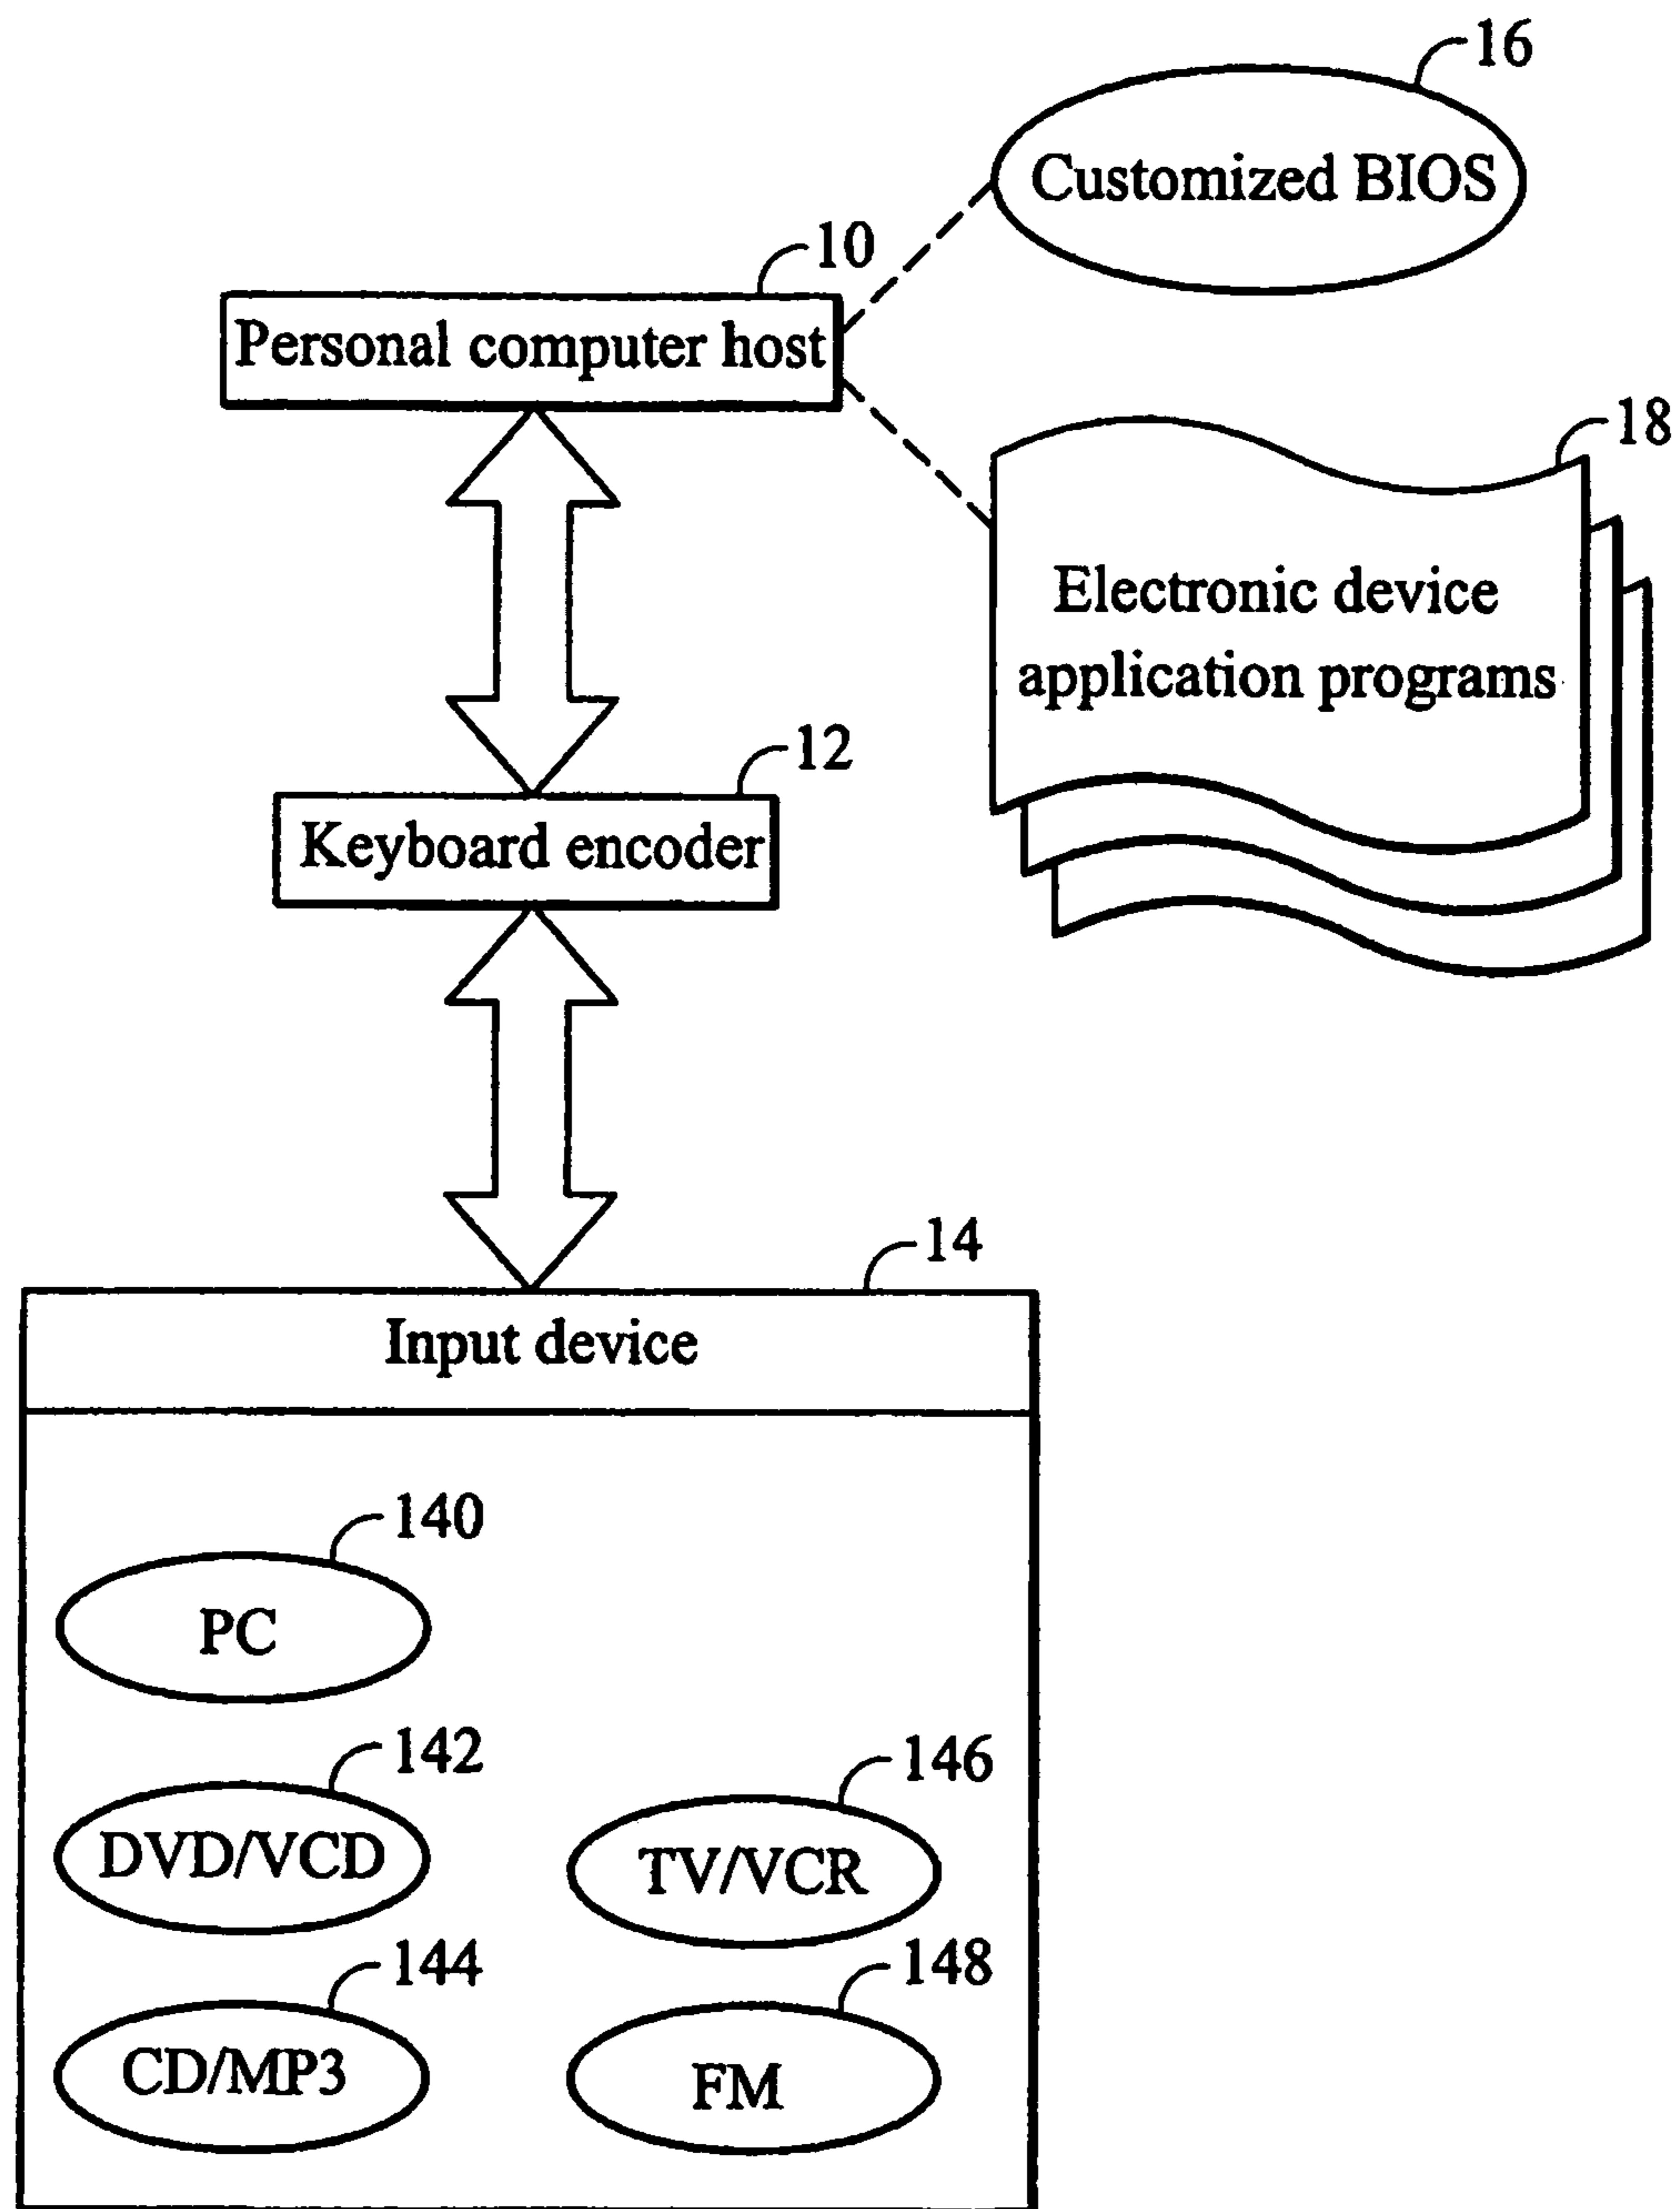 16
Customized BIOS
10
Personal computer host
18
Electronic device
application programs
12
Keyboard encoder
14
Input device
140
PC
142
DVD/VCD
146
TV/VCR
144
CD/MP3
148
FM